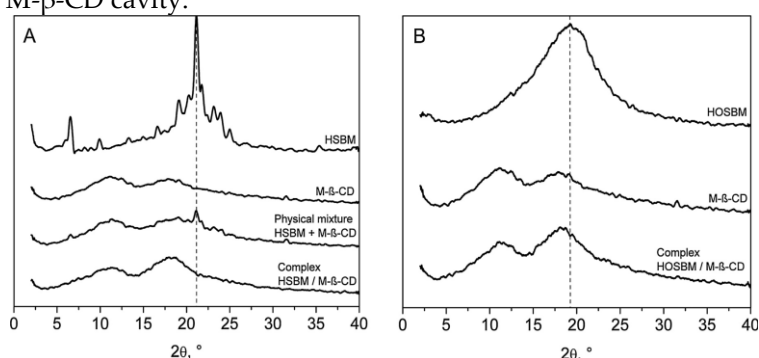 M-β-CD cavity.
A
HSBM
M-ß-CD
Physical mixture
HSBM + M-ß-CD
Complex
HSBM / M-ß-CD
0 5 10 15 20 25 30 35 40
2θ, °
B
HOSBM
M-ß-CD
Complex
HOSBM / M-ß-CD
0 5 10 15 20 25 30 35 40
2θ, °